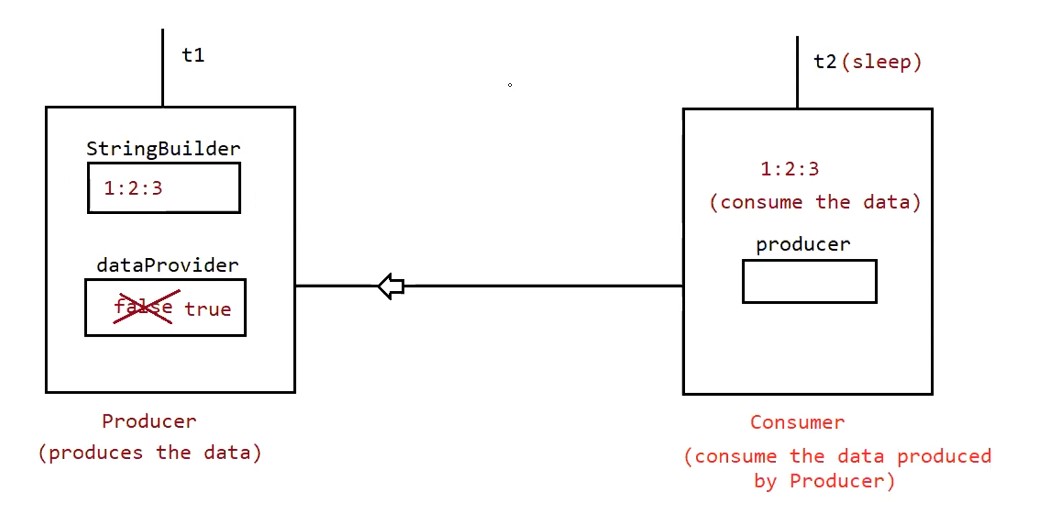 t1
StringBuilder
1:2:3
dataProvider
false true
Producer
(produces the data)
t2(sleep)
1:2:3
(consume the data)
producer
Consumer
(consume the data produced
by Producer)